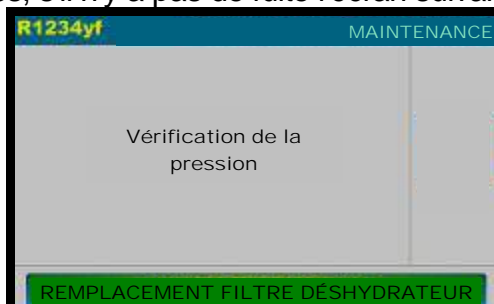 R1234yf
MAINTENANCE
Vérification de la
pression
REMPLACEMENT FILTRE DÉSHYDRATEUR